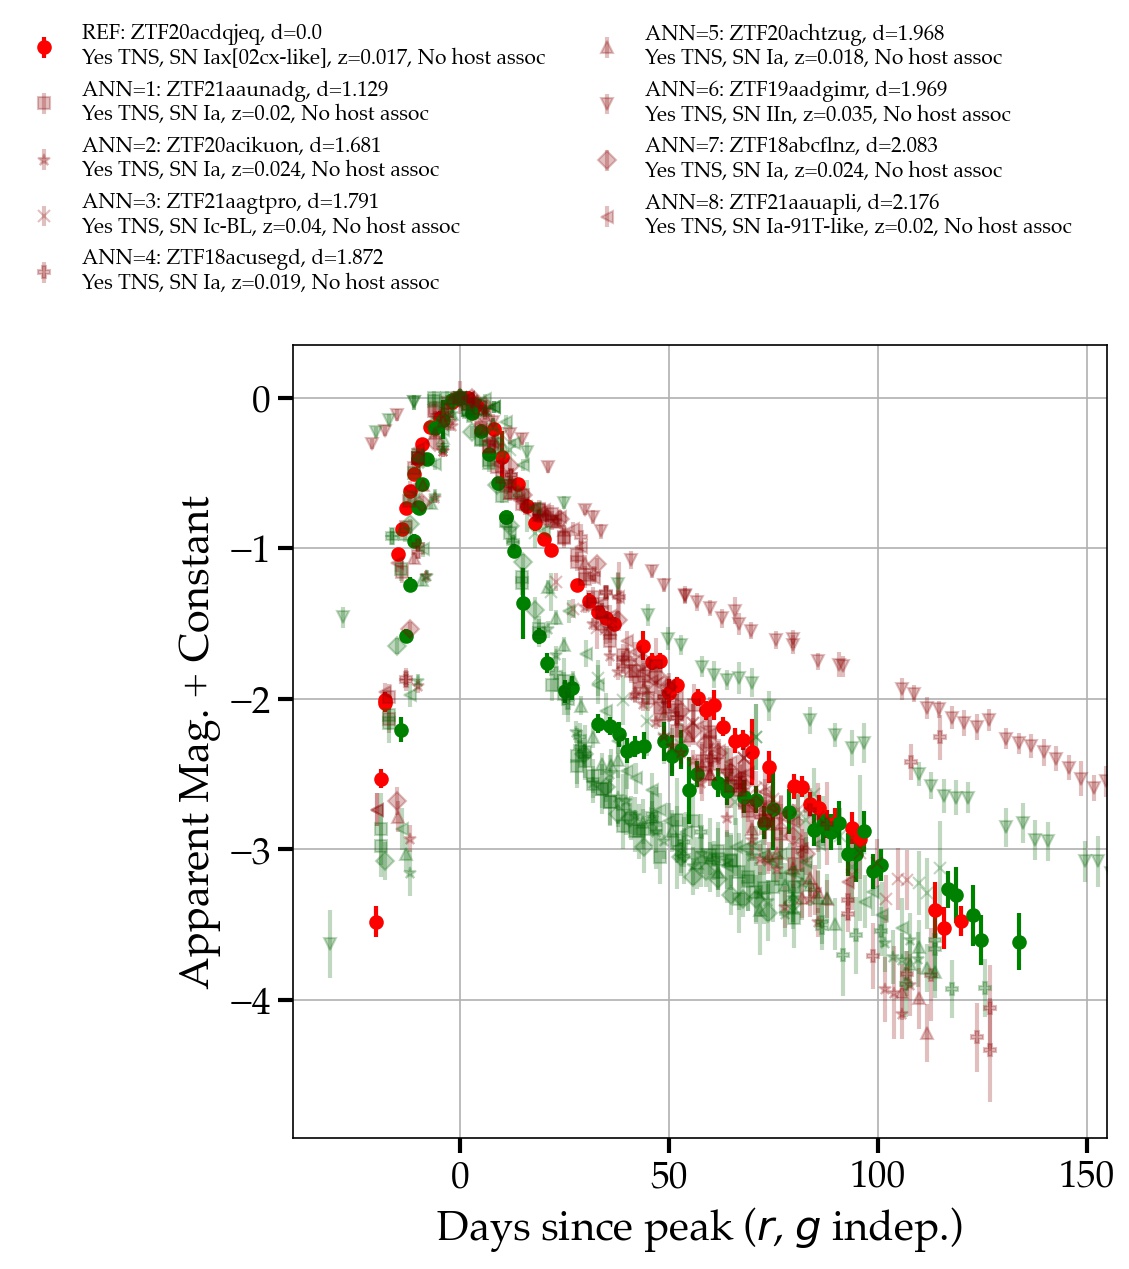 REF: ZTF20acdqjeq, d=0.0
Yes TNS, SN Iax[02cx-like], z=0.017, No host assoc
ANN=1: ZTF21aaunadg, d=1.129
Yes TNS, SN Ia, z=0.02, No host assoc
ANN=2: ZTF20acikuon, d=1.681
Yes TNS, SN Ia, z=0.024, No host assoc
ANN=3: ZTF21aagtpro, d=1.791
Yes TNS, SN Ic-BL, z=0.04, No host assoc
ANN=4: ZTF18acusegd, d=1.872
Yes TNS, SN Ia, z=0.019, No host assoc
ANN=5: ZTF20achtzug, d=1.968
Yes TNS, SN Ia, z=0.018, No host assoc
ANN=6: ZTF19aadgimr, d=1.969
Yes TNS, SN IIn, z=0.035, No host assoc
ANN=7: ZTF18abcflnz, d=2.083
Yes TNS, SN Ia, z=0.024, No host assoc
ANN=8: ZTF21aauapli, d=2.176
Yes TNS, SN Ia-91T-like, z=0.02, No host assoc
Apparent Mag. + Constant
0
−1
−2
−3
−4
0 50 100 150
Days since peak (r, g indep.)